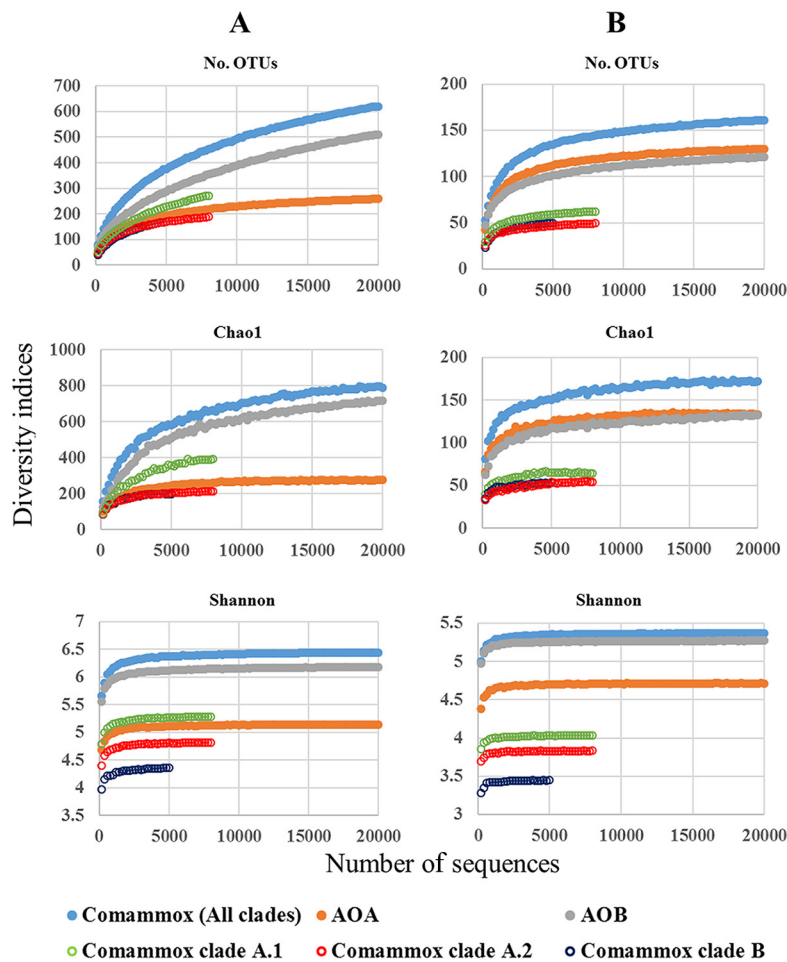 A
B
No. OTUs
700
600
500
400
300
200
100
0
0 5000 10000 15000 20000
No. OTUs
200
150
100
50
0
0 5000 10000 15000 20000
Diversity indices
Chao1
1000
800
600
400
200
0
0 5000 10000 15000 20000
Chao1
200
150
100
50
0
0 5000 10000 15000 20000
Shannon
7
6.5
6
5.5
5
4.5
4
3.5
0 5000 10000 15000 20000
Shannon
5.5
5
4.5
4
3.5
3
0 5000 10000 15000 20000
Number of sequences
Comammox (All clades) AOA AOB
Comammox clade A.1 Comammox clade A.2 Comammox clade B